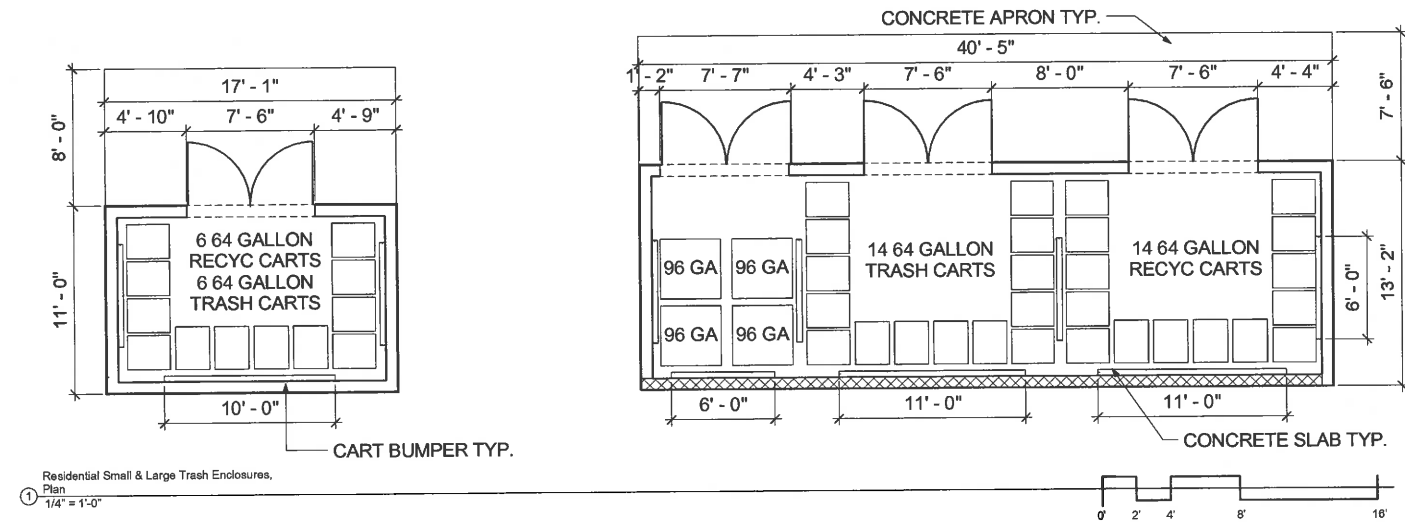 CONCRETE APRON TYP.
40' - 5"
1' - 2"
7' - 7"
4' - 3"
7' - 6"
8' - 0"
7' - 6"
4' - 4"
7' - 6"
17' - 1"
4' - 10"
7' - 6"
4' - 9"
8' - 0"
6 64 GALLON
RECYC CARTS
6 64 GALLON
TRASH CARTS
11' - 0"
10' - 0"
CART BUMPER TYP.
96 GA
96 GA
96 GA
96 GA
14 64 GALLON
TRASH CARTS
14 64 GALLON
RECYC CARTS
6' - 0"
13' - 2"
6' - 0"
11' - 0"
11' - 0"
CONCRETE SLAB TYP.
1
Residential Small & Large Trash Enclosures,
Plan
1/4" = 1'-0"
0'
2'
4'
8'
16'